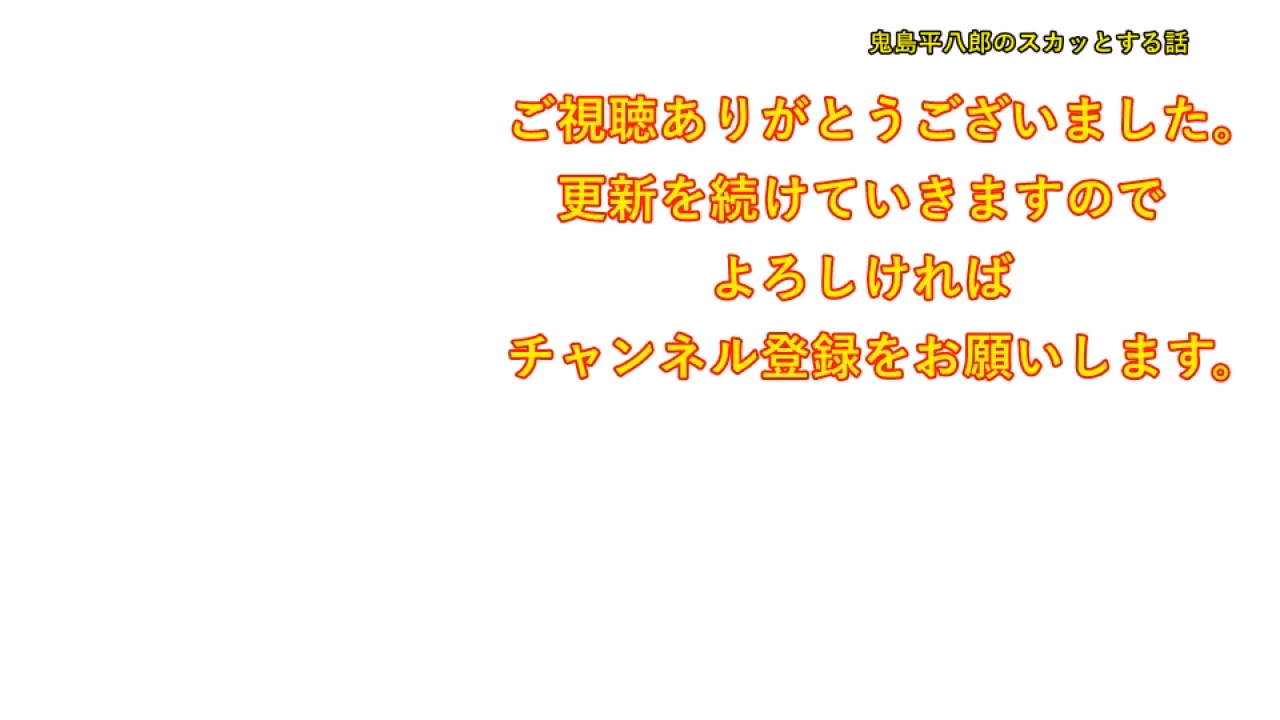 鬼島平八郎のスカッとする話
ご視聴ありがとうございました。
更新を続けていきますので
よろしければ
チャンネル登録をお願いします。